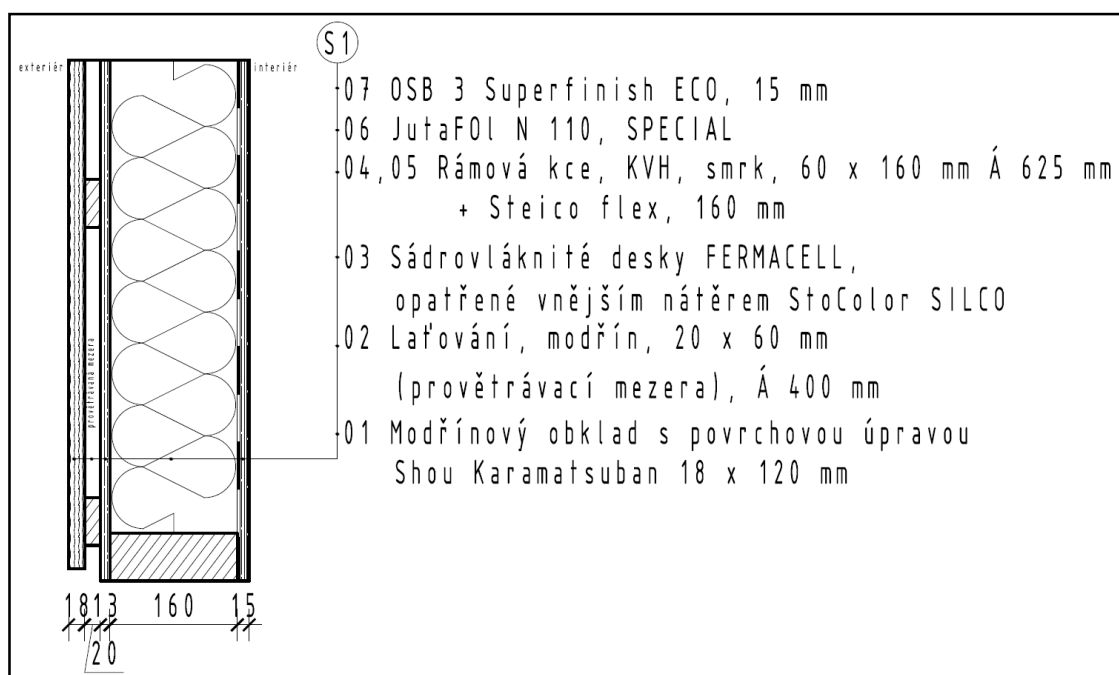 S1
exteriér
interiér
07 OSB 3 Superfinish ECO, 15 mm
06 JutaFOl N 110, SPECIAL
04,05 Rámová kce, KVH, smrk, 60 x 160 mm Á 625 mm
+ Steico flex, 160 mm
03 Sádrovláknité desky FERMACELL,
opatřené vnějším nátěrem StoColor SILCO
02 Laťování, modřín, 20 x 60 mm
(provětrávací mezera), Á 400 mm
01 Modřínový obklad s povrchovou úpravou
Shou Karamatsuban 18 x 120 mm
provětrávaná mezera
18 13 160 15
20